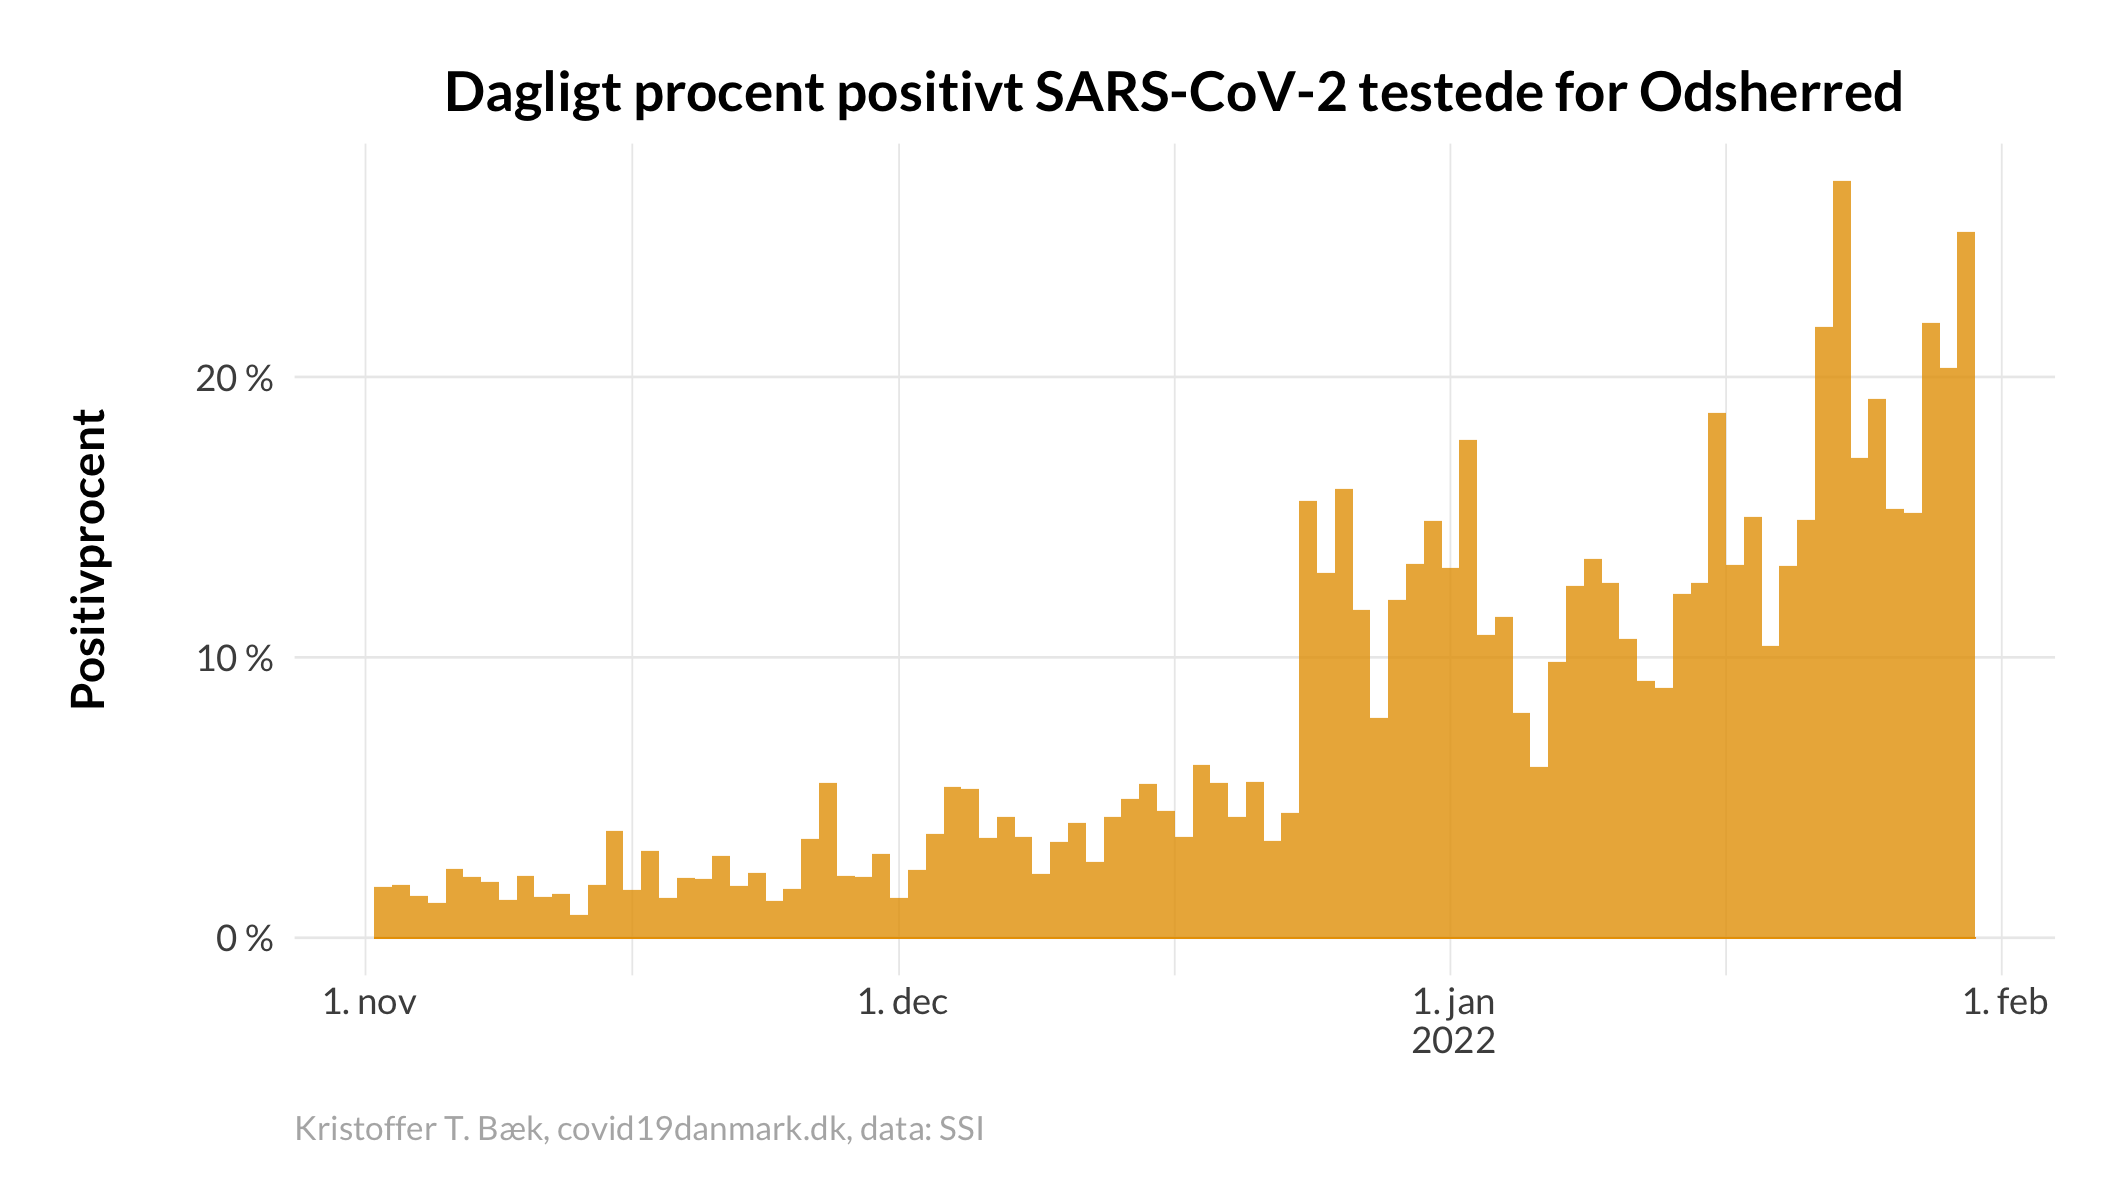 Dagligt procent positivt SARS-CoV-2 testede for Odsherred
Positivprocent
20 %
10 %
0 %
1. nov
1. dec
1. jan
2022
1. feb
Kristoffer T. Bæk, covid19danmark.dk, data: SSI